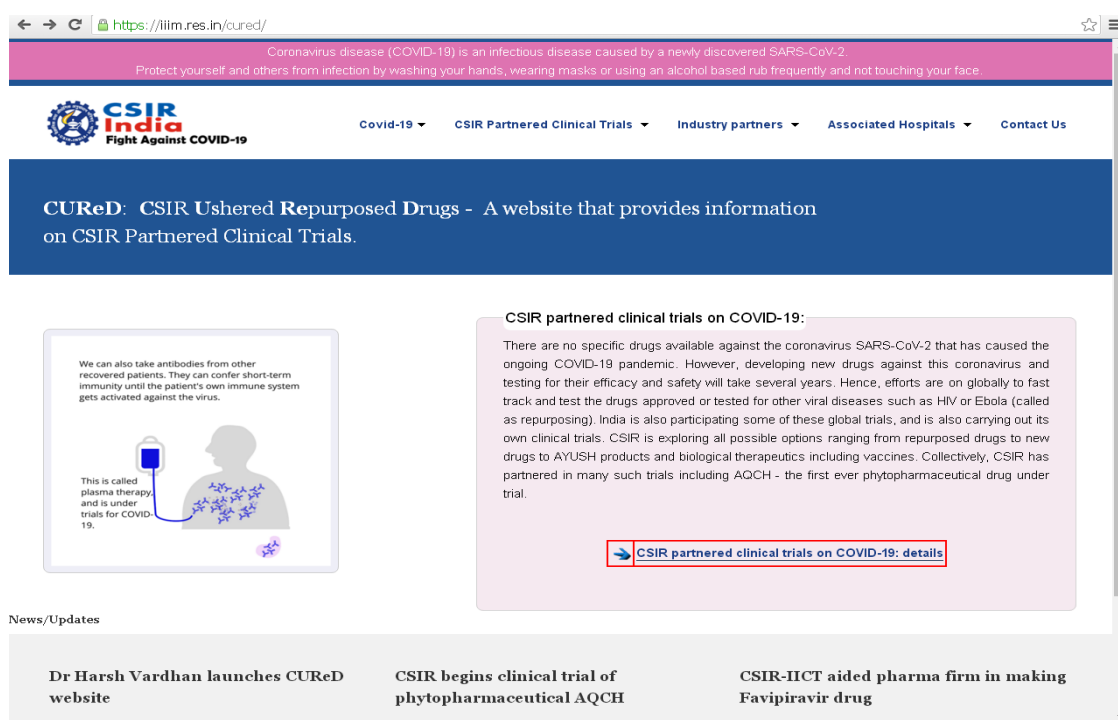 https://iiim.res.in/cured/
Coronavirus disease (COVID-19) is an infectious disease caused by a newly discovered SARS-CoV-2.
Protect yourself and others from infection by washing your hands, wearing masks or using an alcohol based rub frequently and not touching your face.
CSIR
India
Fight Against COVID-19
Covid-19 CSIR Partnered Clinical Trials Industry partners Associated Hospitals Contact Us
CUReD: CSIR Ushered Repurposed Drugs - A website that provides information
on CSIR Partnered Clinical Trials.
We can also take antibodies from other
recovered patients. They can confer short-term
immunity until the patient's own immune system
gets activated against the virus.
This is called
plasma therapy,
and is under
trials for COVID-
19.
CSIR partnered clinical trials on COVID-19:
There are no specific drugs available against the coronavirus SARS-CoV-2 that has caused the
ongoing COVID-19 pandemic. However, developing new drugs against this coronavirus and
testing for their efficacy and safety will take several years. Hence, efforts are on globally to fast
track and test the drugs approved or tested for other viral diseases such as HIV or Ebola (called
as repurposing). India is also participating some of these global trials, and is also carrying out its
own clinical trials. CSIR is exploring all possible options ranging from repurposed drugs to new
drugs to AYUSH products and biological therapeutics including vaccines. Collectively, CSIR has
partnered in many such trials including AQCH - the first ever phytopharmaceutical drug under
trial.
CSIR partnered clinical trials on COVID-19: details
News/Updates
Dr Harsh Vardhan launches CUReD
website
CSIR begins clinical trial of
phytopharmaceutical AQCH
CSIR-IICT aided pharma firm in making
Favipiravir drug